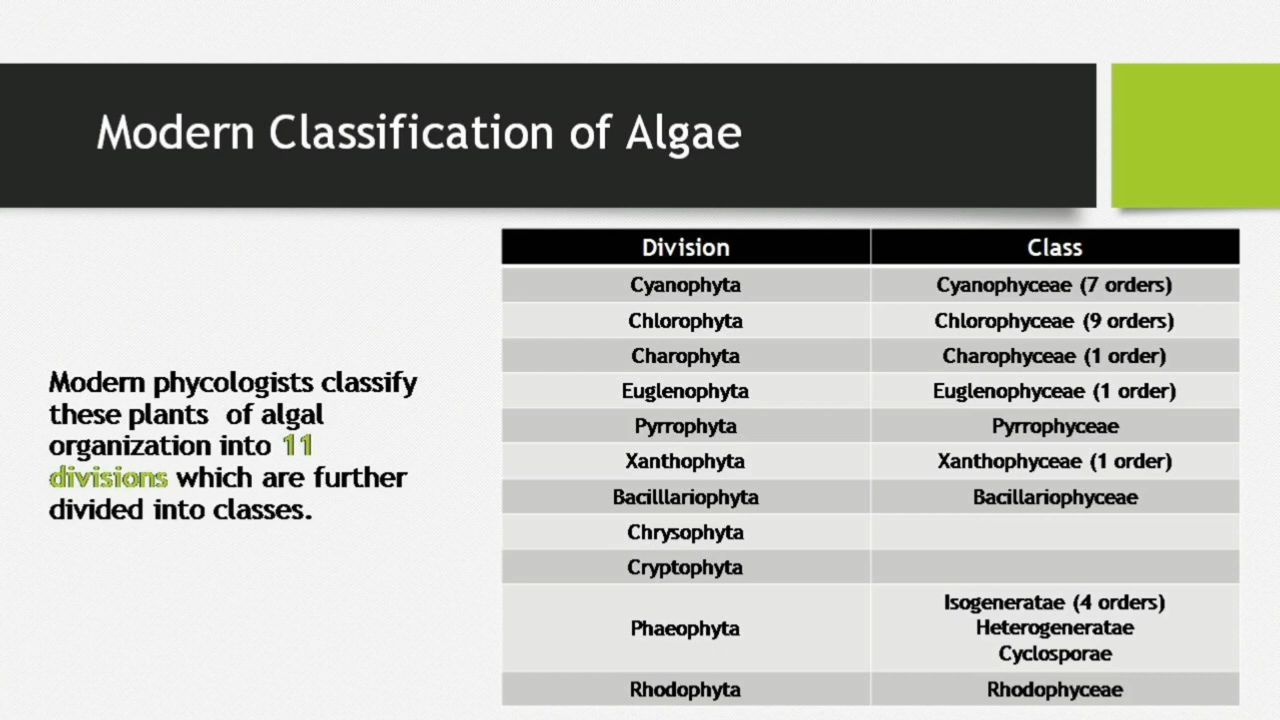 Modern Classification of Algae
Modern phycologists classify
these plants of algal
organization into 11
divisions which are further
divided into classes.
Division Class
Cyanophyta Cyanophyceae (7 orders)
Chlorophyta Chlorophyceae (9 orders)
Charophyta Charophyceae (1 order)
Euglenophyta Euglenophyceae (1 order)
Pyrrophyta Pyrrophyceae
Xanthophyta Xanthophyceae (1 order)
Bacilllariophyta Bacillariophyceae
Chrysophyta
Cryptophyta
Phaeophyta
Isogeneratae (4 orders)
Heterogeneratae
Cyclosporae
Rhodophyta Rhodophyceae